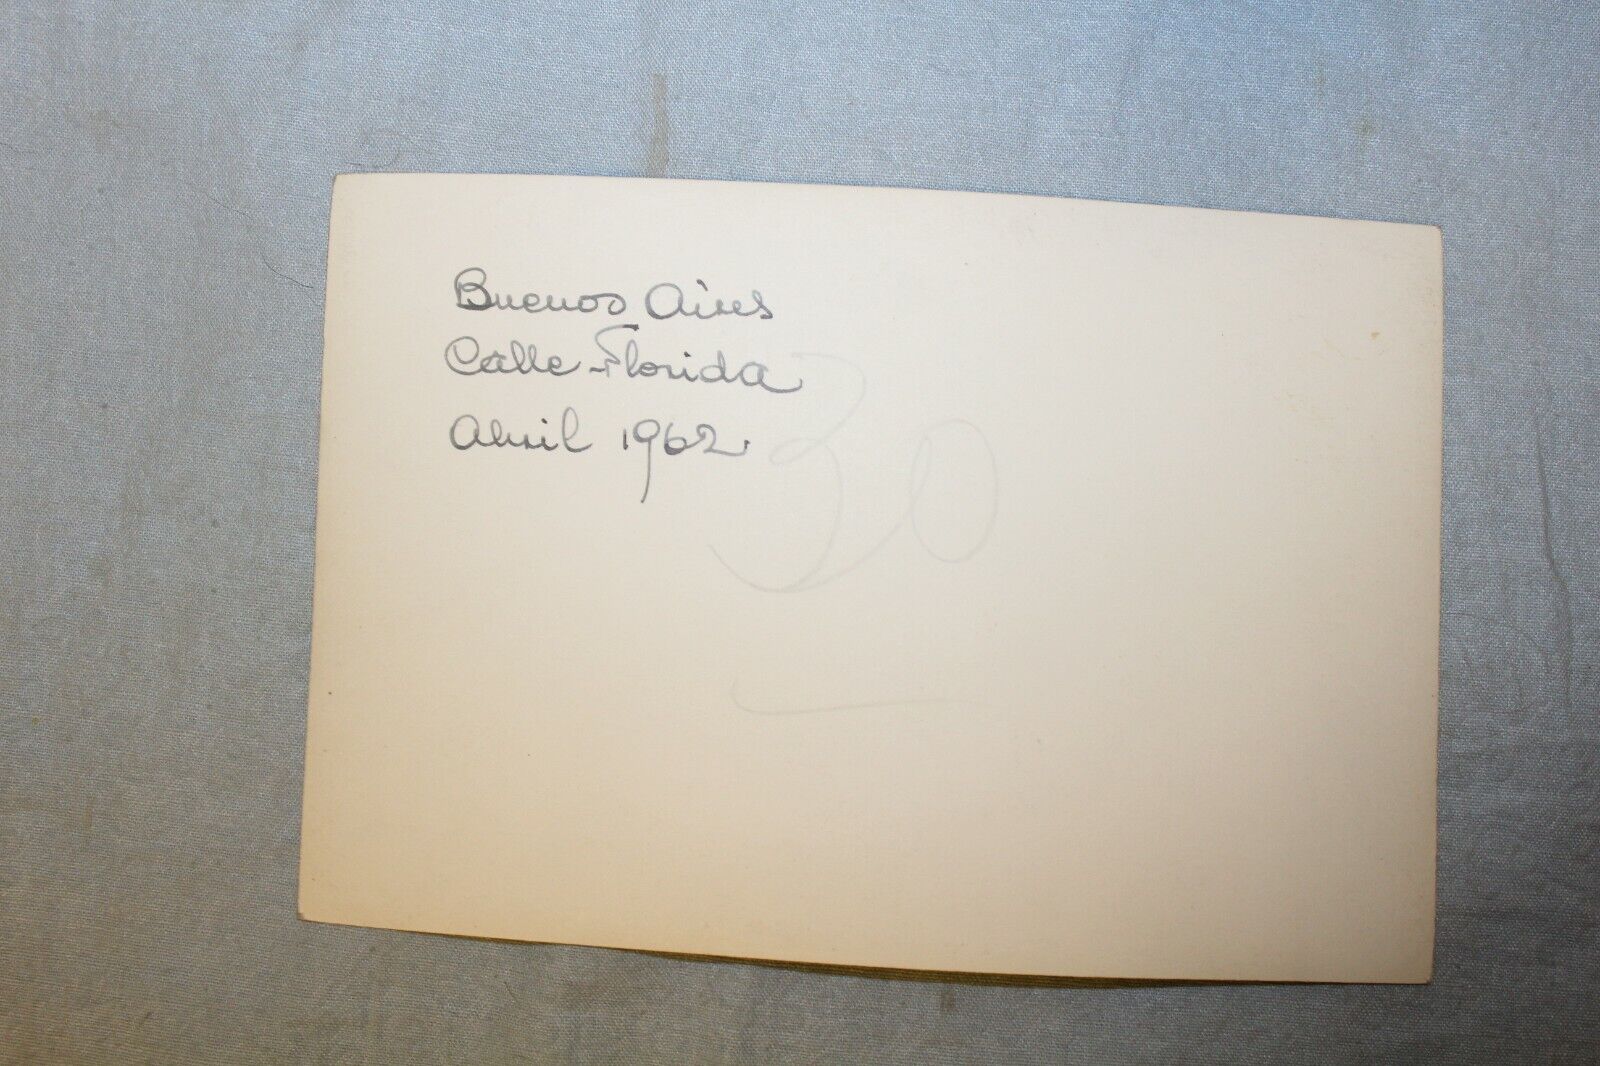 Buenos Aires
Calle Florida
Abril 1962
30